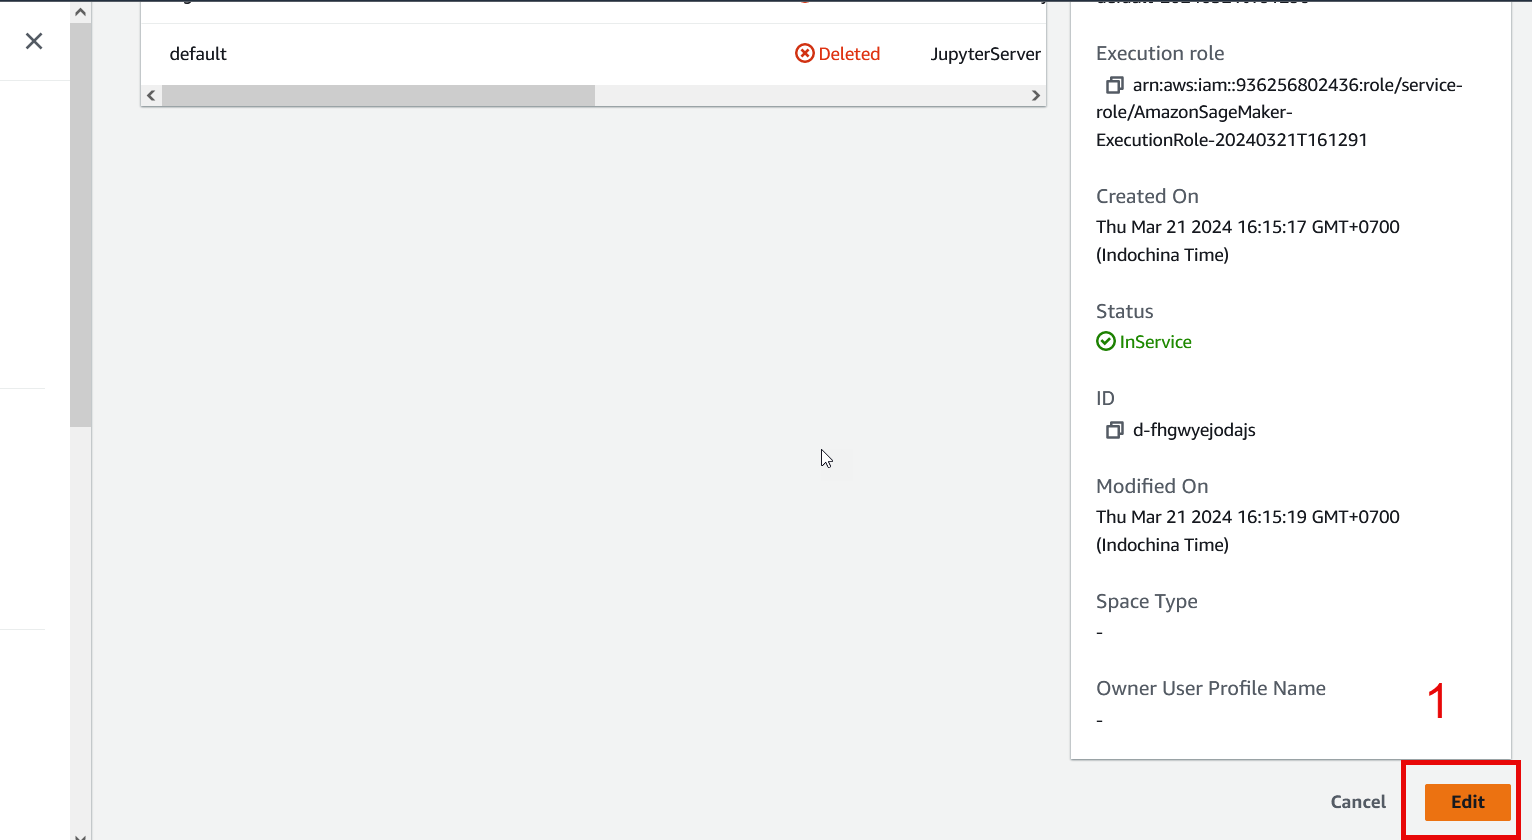 default
Deleted
JupyterServer
Execution role
arn:aws:iam::936256802436:role/service-
role/AmazonSageMaker-
ExecutionRole-20240321T161291
Created On
Thu Mar 21 2024 16:15:17 GMT+0700
(Indochina Time)
Status
InService
ID
d-fhgwyejodajs
Modified On
Thu Mar 21 2024 16:15:19 GMT+0700
(Indochina Time)
Space Type
-
Owner User Profile Name
-
1
Cancel
Edit